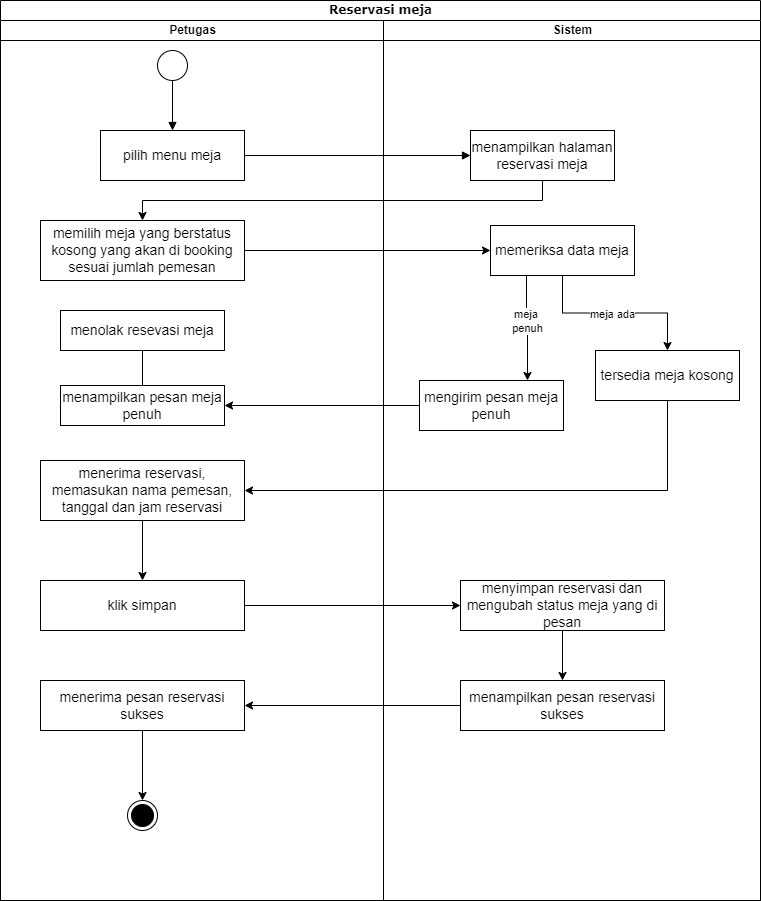 Reservasi meja
Petugas
Sistem
pilih menu meja
menampilkan halaman
reservasi meja
memilih meja yang berstatus
kosong yang akan di booking
sesuai jumlah pemesan
memeriksa data meja
menolak resevasi meja
meja
penuh
meja ada
tersedia meja kosong
menampilkan pesan meja
penuh
mengirim pesan meja
penuh
menerima reservasi,
memasukan nama pemesan,
tanggal dan jam reservasi
klik simpan
menyimpan reservasi dan
mengubah status meja yang di
pesan
menerima pesan reservasi
sukses
menampilkan pesan reservasi
sukses